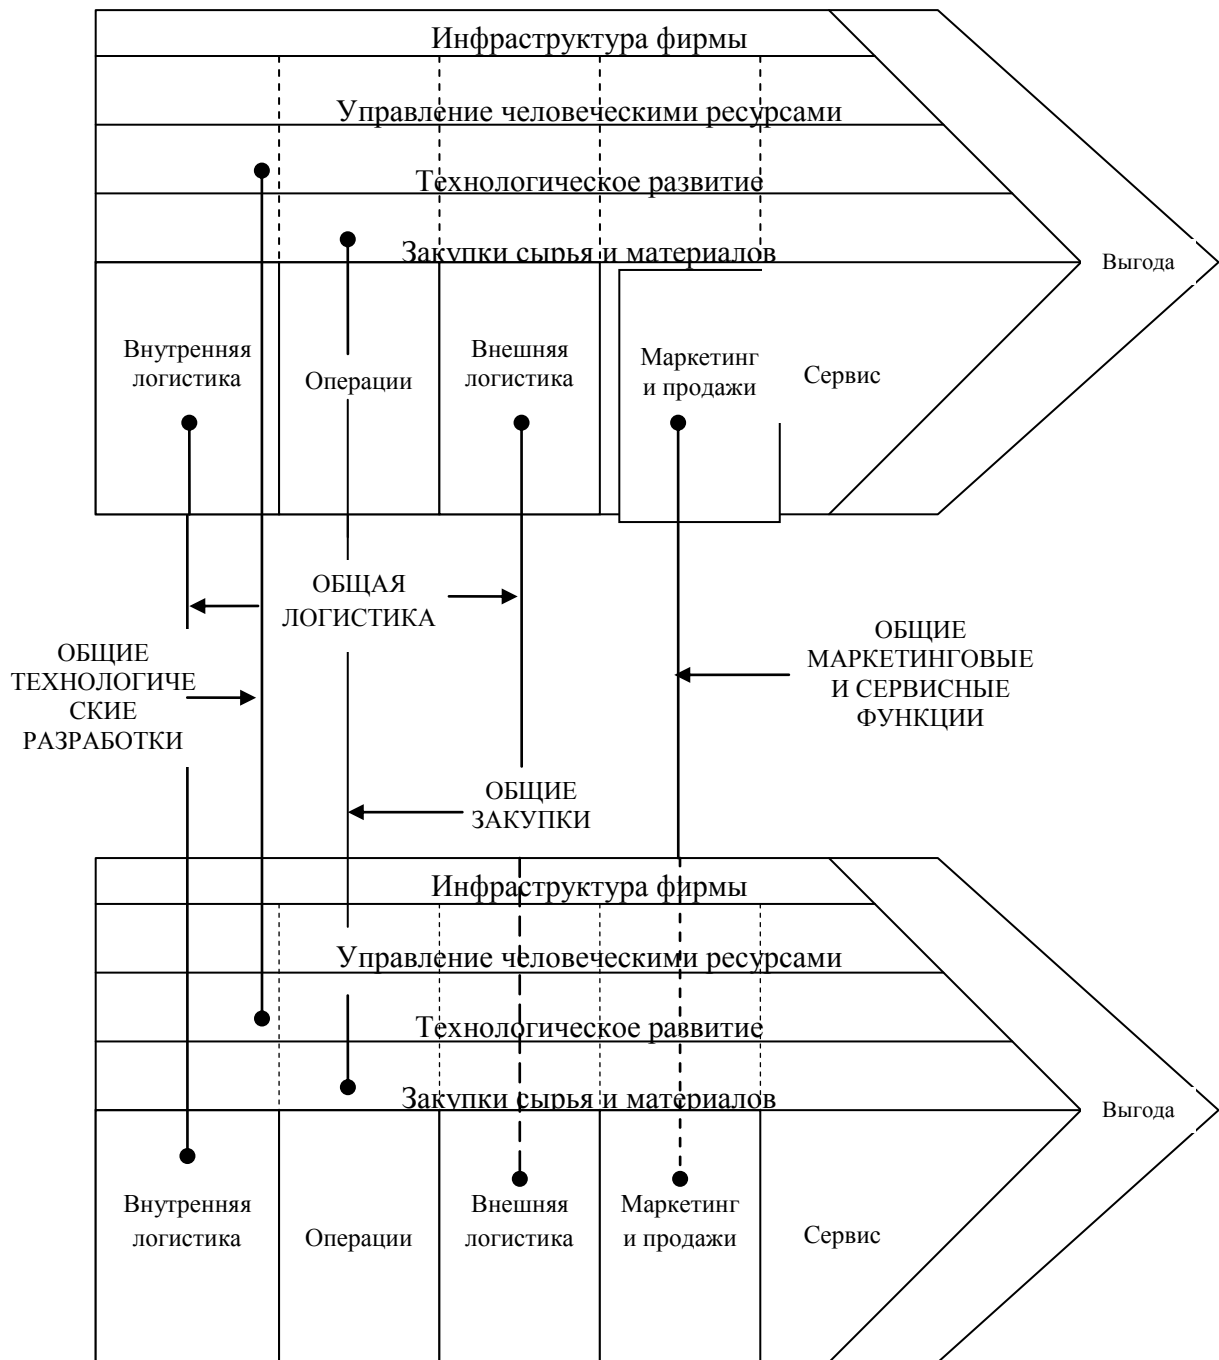 Инфраструктура фирмы
Управление человеческими ресурсами
Технологическое развитие
Закупки сырья и материалов
Выгода
Внутренняя
логистика
Операции
Внешняя
логистика
Маркетинг
и продажи
Сервис
ОБЩАЯ
ЛОГИСТИКА
ОБЩИЕ
ТЕХНОЛОГИЧЕ
СКИЕ
РАЗРАБОТКИ
ОБЩИЕ
МАРКЕТИНГОВЫЕ
И СЕРВИСНЫЕ
ФУНКЦИИ
ОБЩИЕ
ЗАКУПКИ
Инфраструктура фирмы
Управление человеческими ресурсами
Технологическое развитие
Закупки сырья и материалов
Выгода
Внутренняя
логистика
Операции
Внешняя
логистика
Маркетинг
и продажи
Сервис